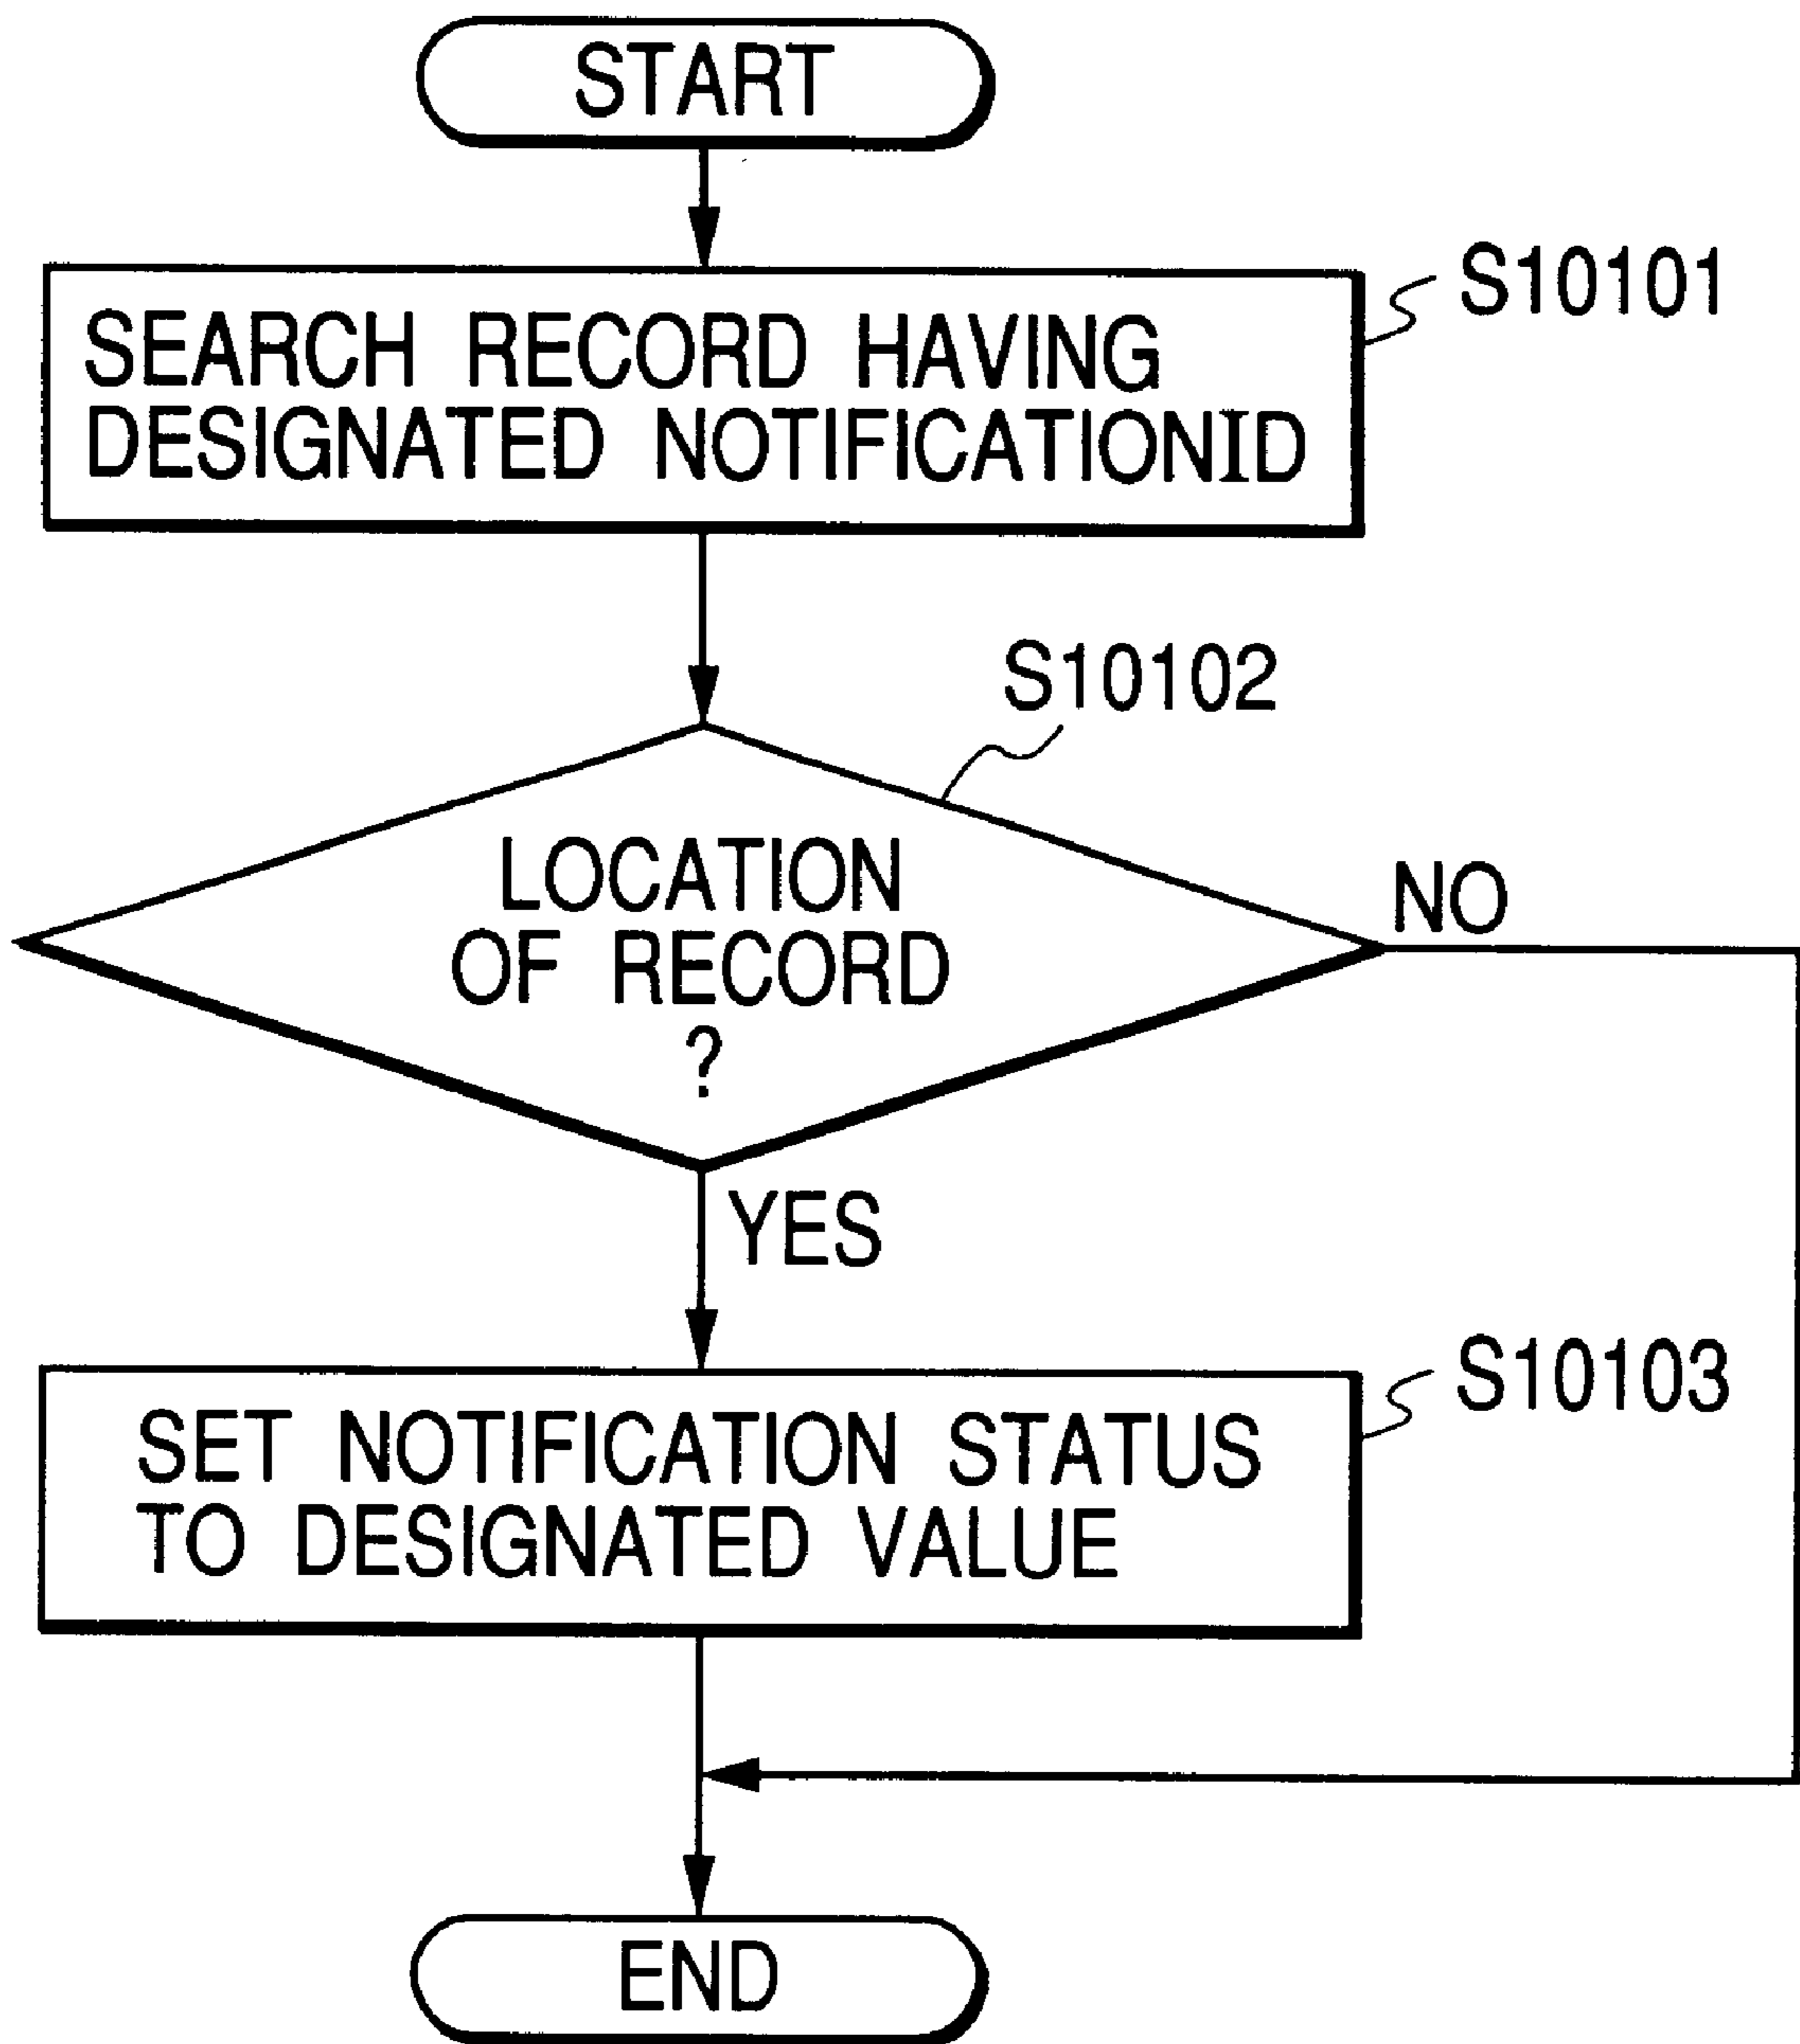 START
S10101
SEARCH RECORD HAVING
DESIGNATED NOTIFICATIONID
S10102
LOCATION
OF RECORD
?
NO
YES
S10103
SET NOTIFICATION STATUS
TO DESIGNATED VALUE
END